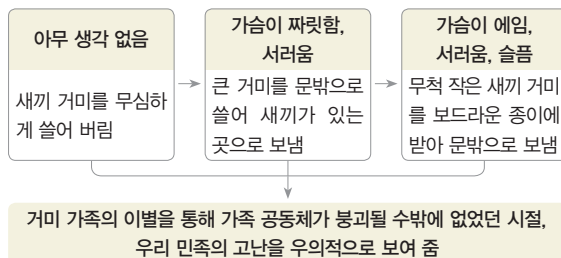 아무 생각 없음
새끼 거미를 무심하
게 쓸어 버림
가슴이 짜릿함,
서러움
큰 거미를 문밖으로
쓸어 새끼가 있는
곳으로 보냄
가슴이 에임,
서러움, 슬픔
무척 작은 새끼 거미
를 보드라운 종이에
받아 문밖으로 보냄
거미 가족의 이별을 통해 가족 공동체가 붕괴될 수밖에 없었던 시절,
우리 민족의 고난을 우의적으로 보여 줌